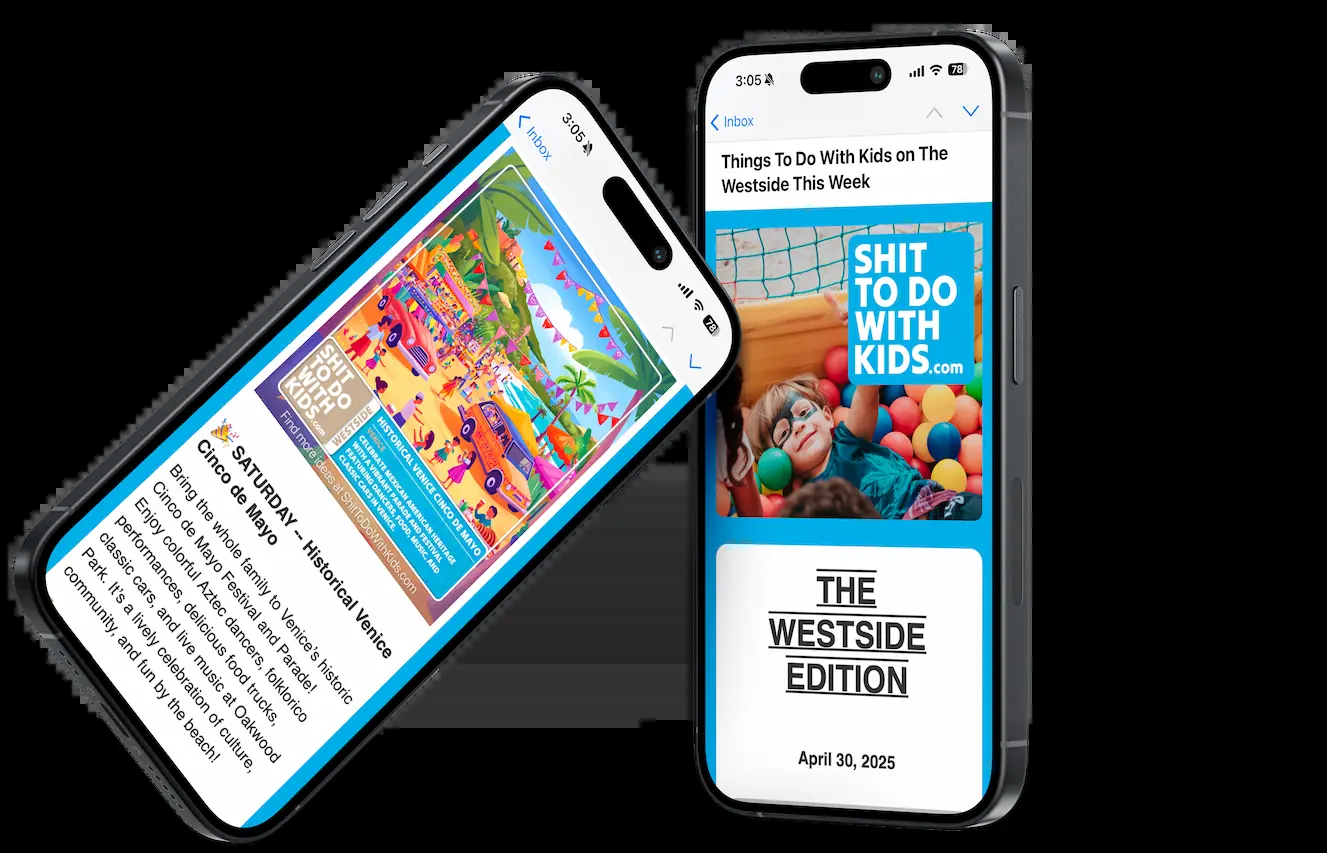 3:05
Inbox
SHIT
TO DO
WITH
KIDS.com
WESTSIDE
Find more ideas at ShitToDoWithKids.com
HISTORICAL VENICE CINCO DE MAYO
VENICE
CELEBRATE MEXICAN AMERICAN HERITAGE
WITH A VIBRANT PARADE AND FESTIVAL
FEATURING DANCERS, FOOD, MUSIC, AND
CLASSIC CARS IN VENICE.
78
🎉 SATURDAY – Historical Venice
Cinco de Mayo
Bring the whole family to Venice's historic
Cinco de Mayo Festival and Parade!
Enjoy colorful Aztec dancers, folklorico
performances, delicious food trucks,
classic cars, and live music at Oakwood
Park. It's a lively celebration of culture,
community, and fun by the beach!
3:05
78
Inbox
Things To Do With Kids on The
Westside This Week
SHIT
TO DO
WITH
KIDS.com
THE
WESTSIDE
EDITION
April 30, 2025